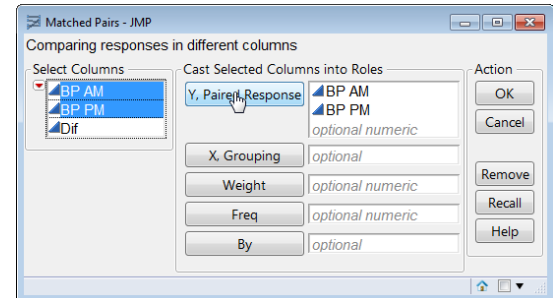 Matched Pairs - JMP
Comparing responses in different columns
Select Columns
BP AM
BP PM
Dif
Cast Selected Columns into Roles
Y, Paired Response
BP AM
BP PM
optional numeric
X, Grouping
optional
Weight
optional numeric
Freq
optional numeric
By
optional
Action
OK
Cancel
Remove
Recall
Help